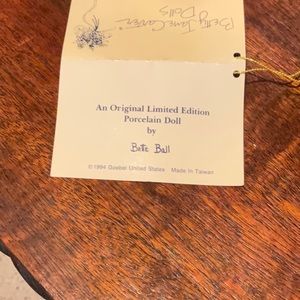 Betty Jane Carter
Dolls
An Original Limited Edition
Porcelain Doll
by
Bette Ball
©1994 Goebel United States Made In Taiwan